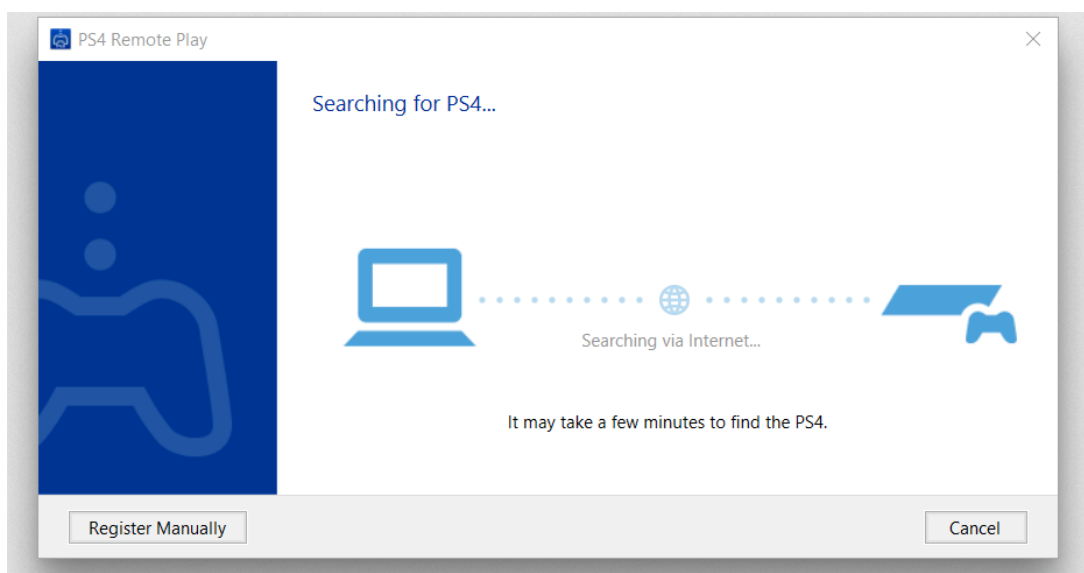 PS4 Remote Play
Searching for PS4...
Searching via Internet...
It may take a few minutes to find the PS4.
Register Manually
Cancel